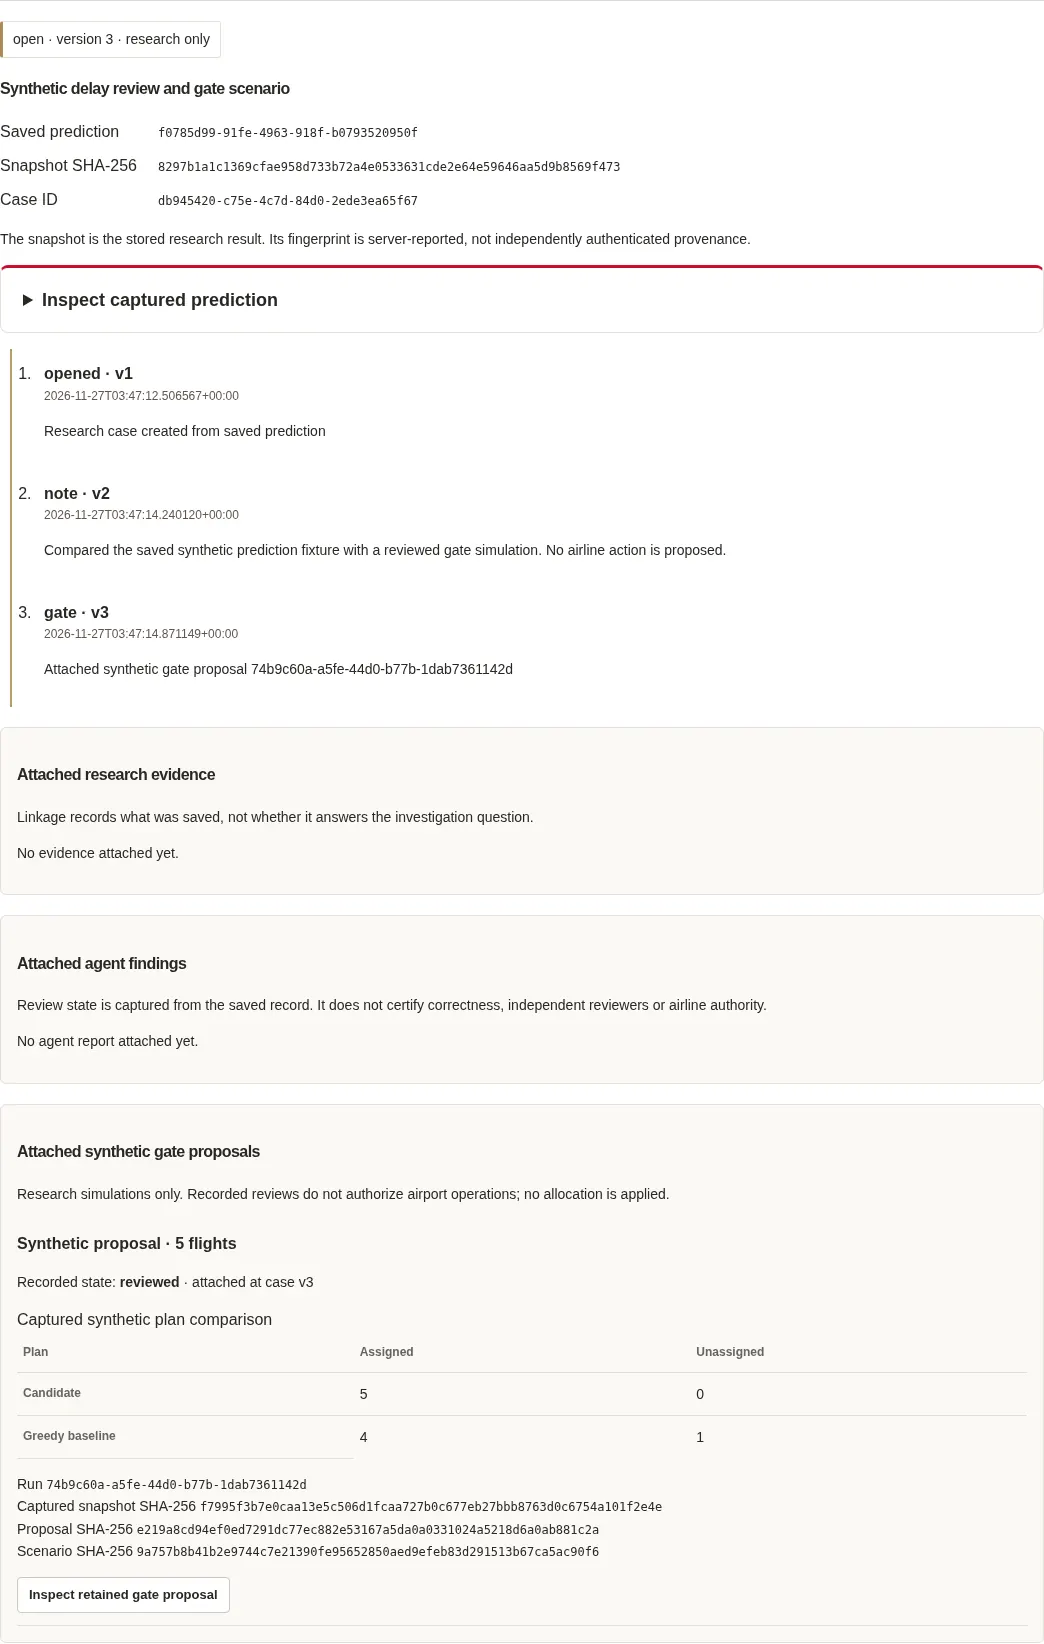 open · version 3 · research only
Synthetic delay review and gate scenario
Saved prediction f0785d99-91fe-4963-918f-b0793520950f
Snapshot SHA-256 8297b1a1c1369cfae958d733b72a4e0533631cde2e64e59646aa5d9b8569f473
Case ID db945420-c75e-4c7d-84d0-2ede3ea65f67
The snapshot is the stored research result. Its fingerprint is server-reported, not independently authenticated provenance.
Inspect captured prediction
1. opened · v1
2026-11-27T03:47:12.506567+00:00
Research case created from saved prediction
2. note · v2
2026-11-27T03:47:14.240120+00:00
Compared the saved synthetic prediction fixture with a reviewed gate simulation. No airline action is proposed.
3. gate · v3
2026-11-27T03:47:14.871149+00:00
Attached synthetic gate proposal 74b9c60a-a5fe-44d0-b77b-1dab7361142d
Attached research evidence
Linkage records what was saved, not whether it answers the investigation question.
No evidence attached yet.
Attached agent findings
Review state is captured from the saved record. It does not certify correctness, independent reviewers or airline authority.
No agent report attached yet.
Attached synthetic gate proposals
Research simulations only. Recorded reviews do not authorize airport operations; no allocation is applied.
Synthetic proposal · 5 flights
Recorded state: reviewed · attached at case v3
Captured synthetic plan comparison
Plan Assigned Unassigned
Candidate 5 0
Greedy baseline 4 1
Run 74b9c60a-a5fe-44d0-b77b-1dab7361142d
Captured snapshot SHA-256 f7995f3b7e0caa13e5c506d1fcaa727b0c677eb27bbb8763d0c6754a101f2e4e
Proposal SHA-256 e219a8cd94ef0ed7291dc77ec882e53167a5da0a0331024a5218d6a0ab881c2a
Scenario SHA-256 9a757b8b41b2e9744c7e21390fe95652850aed9efeb83d291513b67ca5ac90f6
Inspect retained gate proposal